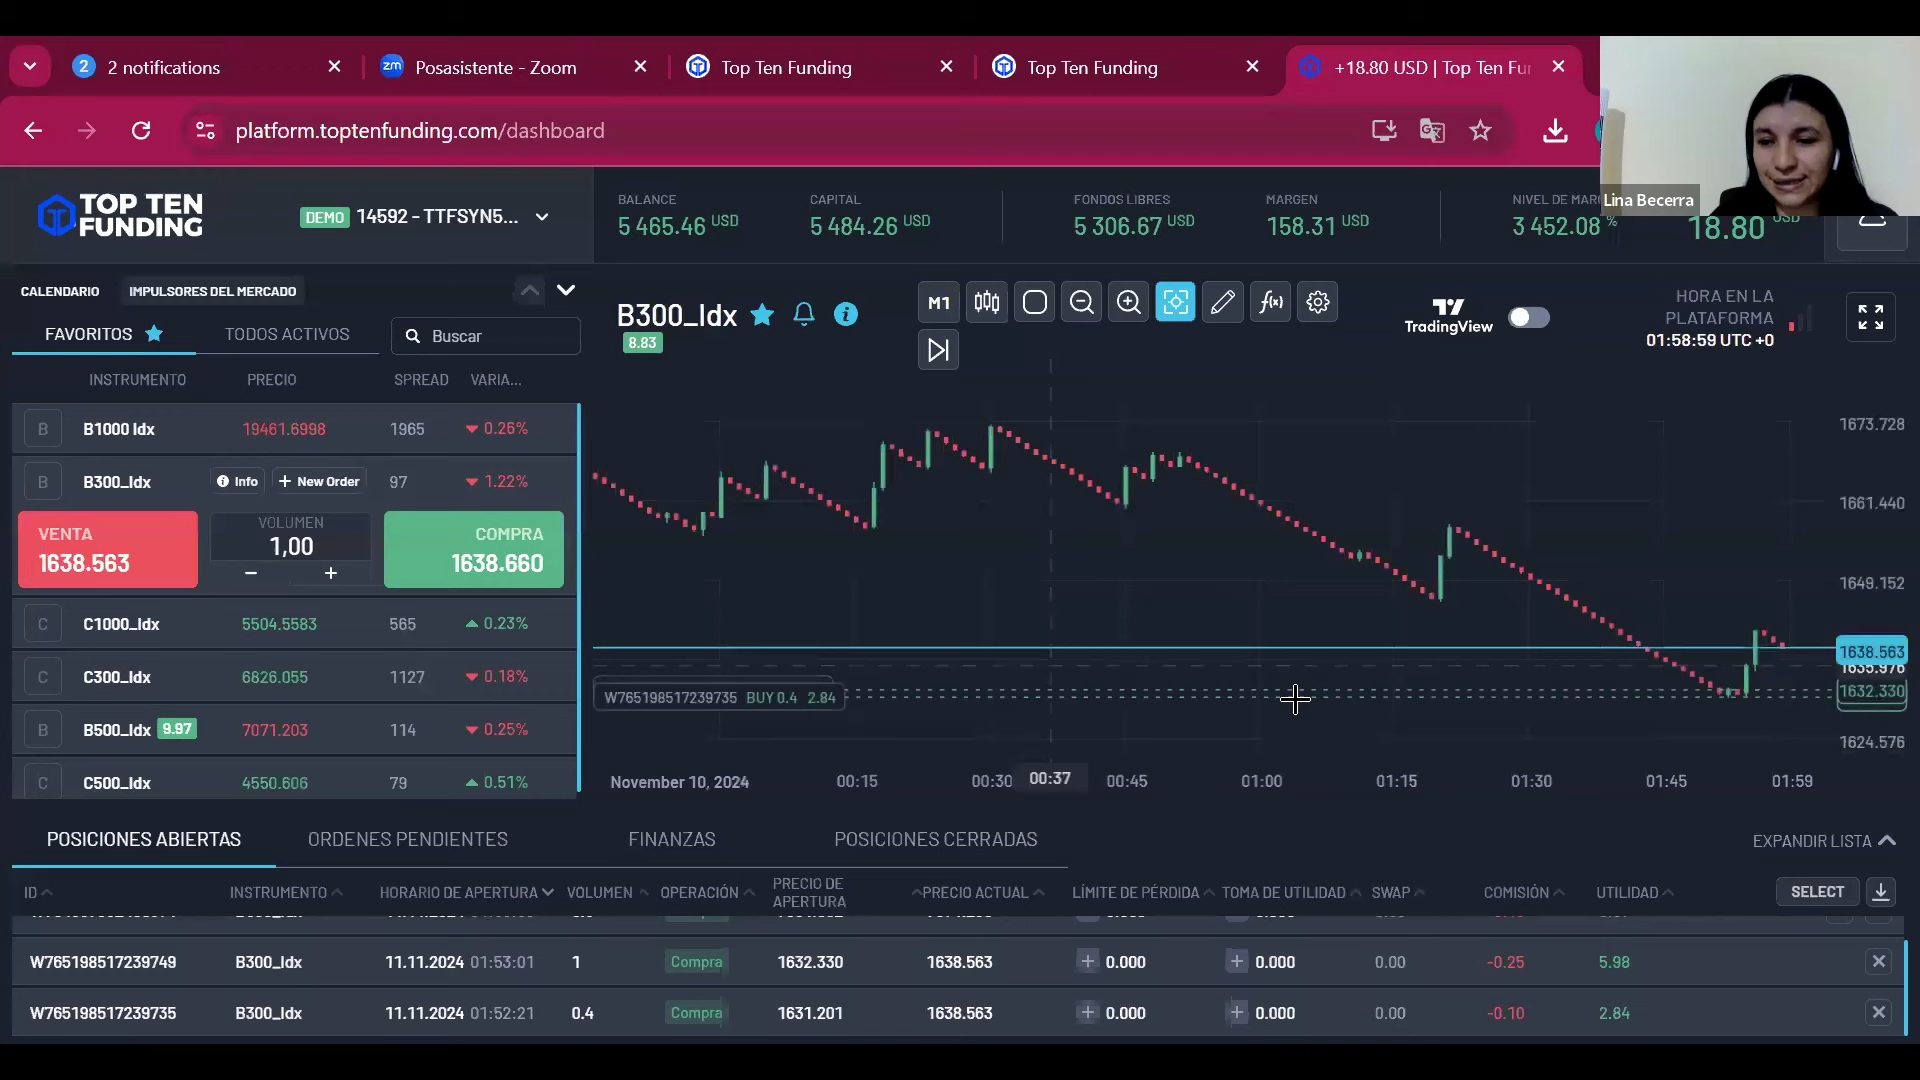 2 notifications
zm Posasistente - Zoom
Top Ten Funding
Top Ten Funding
+18.80 USD | Top Ten Fu
platform.toptenfunding.com/dashboard
Lina Becerra
TOP TEN
FUNDING
DEMO 14592 - TTFSYN5...
BALANCE
5 465.46 USD
CAPITAL
5 484.26 USD
FONDOS LIBRES
5 306.67 USD
MARGEN
158.31 USD
NIVEL DE MAR
3 452.08 %
18.80
CALENDARIO
IMPULSORES DEL MERCADO
FAVORITOS
TODOS ACTIVOS
Buscar
INSTRUMENTO PRECIO SPREAD VARIA...
B B1000 Idx 19461.6998 1965 0.26%
B B300_Idx Info + New Order 97 1.22%
VENTA
1638.563
VOLUMEN
1,00
− +
COMPRA
1638.660
C C1000_Idx 5504.5583 565 0.23%
C C300_Idx 6826.055 1127 0.18%
B B500_Idx 9.97 7071.203 114 0.25%
C C500_Idx 4550.606 79 0.51%
B300_Idx
8.83
M1
TradingView
HORA EN LA
PLATAFORMA
01:58:59 UTC +0
1673.728
1661.440
1649.152
1638.563
1635.976
1632.330
1624.576
W765198517239735 BUY 0.4 2.84
November 10, 2024 00:15 00:30 00:37 00:45 01:00 01:15 01:30 01:45 01:59
POSICIONES ABIERTAS
ORDENES PENDIENTES
FINANZAS
POSICIONES CERRADAS
EXPANDIR LISTA
ID INSTRUMENTO HORARIO DE APERTURA VOLUMEN OPERACIÓN PRECIO DE APERTURA PRECIO ACTUAL LÍMITE DE PÉRDIDA TOMA DE UTILIDAD SWAP COMISIÓN UTILIDAD SELECT
W765198517239749 B300_Idx 11.11.2024 01:53:01 1 Compra 1632.330 1638.563 + 0.000 + 0.000 0.00 -0.25 5.98
W765198517239735 B300_Idx 11.11.2024 01:52:21 0.4 Compra 1631.201 1638.563 + 0.000 + 0.000 0.00 -0.10 2.84